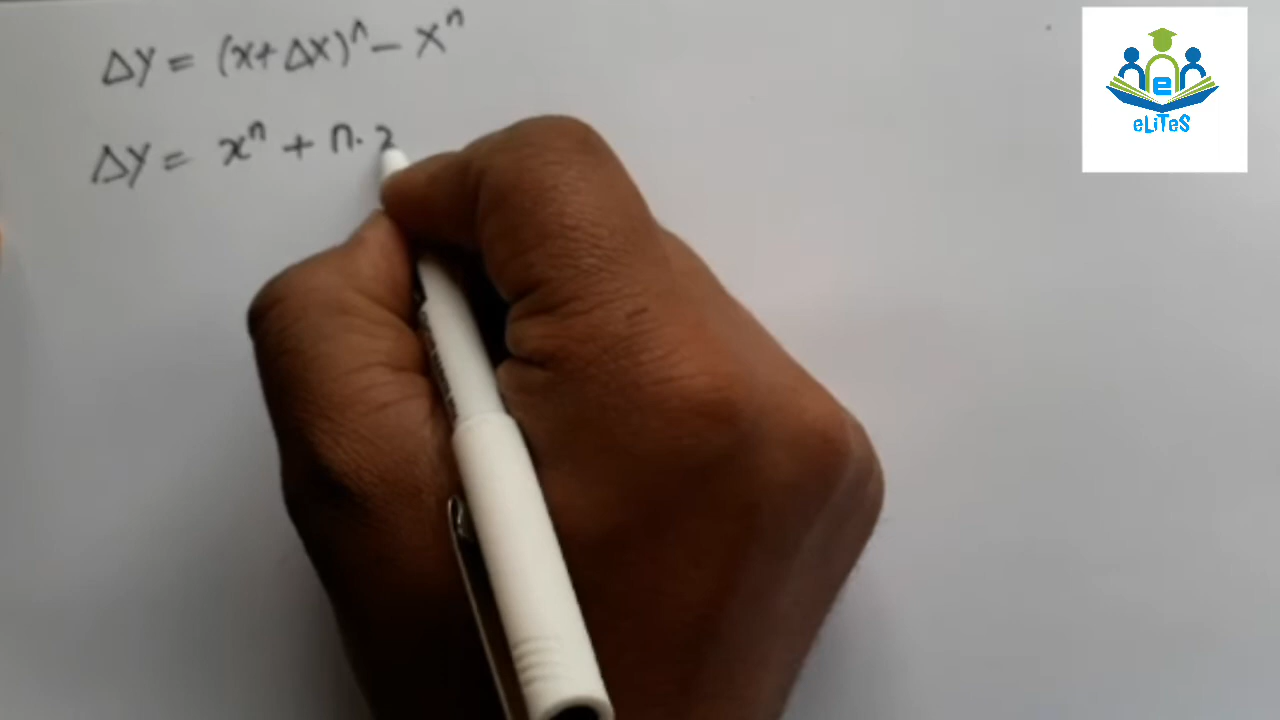 Δy = (x+Δx)ⁿ − xⁿ
Δy = xⁿ + n.
e
eLiTeS